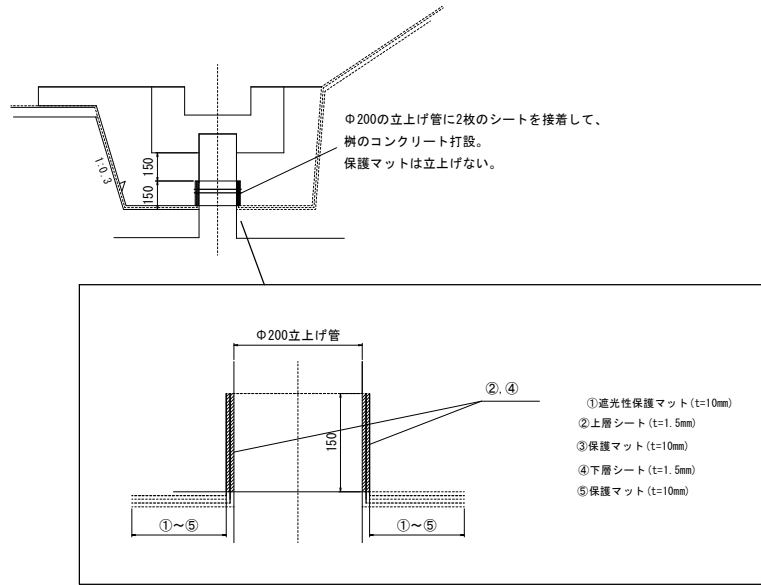 Φ200の立上げ管に2枚のシートを接着して、
桝のコンクリート打設。
保護マットは立上げない。
1:0.3
150
150
Φ200立上げ管
②,④
150
①～⑤
①～⑤
①遮光性保護マット(t=10mm)
②上層シート(t=1.5mm)
③保護マット(t=10mm)
④下層シート(t=1.5mm)
⑤保護マット(t=10mm)